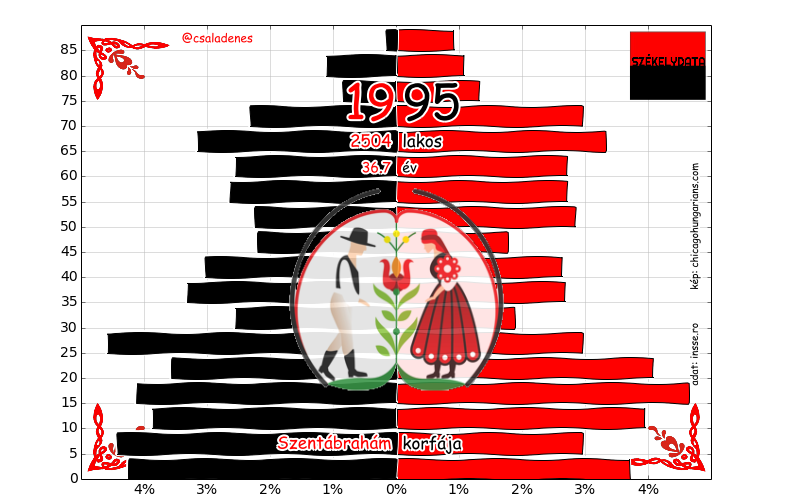 @csaladenes
SZÉKELYDATA
1995
2504 lakos
36.7 év
kép: chicagohungarians.com
adat: insse.ro
Szentábrahám korfája
85
80
75
70
65
60
55
50
45
40
35
30
25
20
15
10
5
0
4% 3% 2% 1% 0% 1% 2% 3% 4%